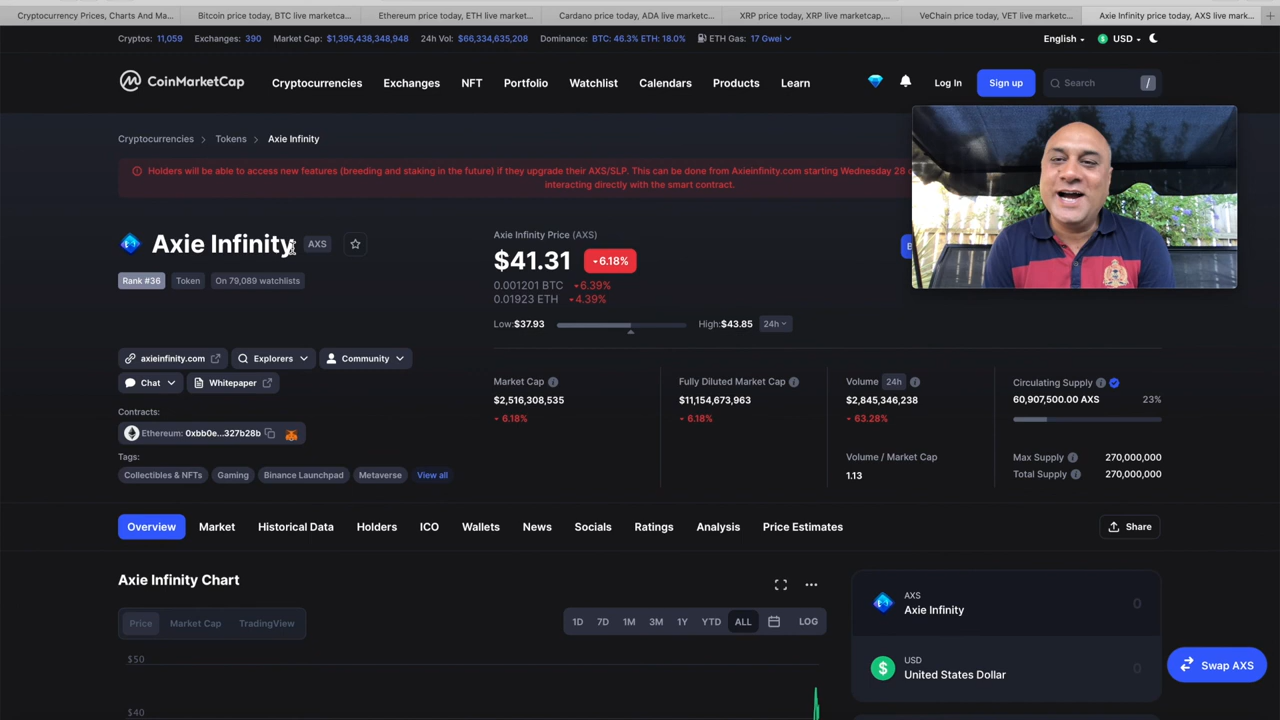 Cryptocurrency Prices, Charts And Ma...
Bitcoin price today, BTC live marketca...
Ethereum price today, ETH live market...
Cardano price today, ADA live marketc...
XRP price today, XRP live marketcap,...
VeChain price today, VET live marketc...
Axie Infinity price today, AXS live mark...
Cryptos: 11,059 Exchanges: 390 Market Cap: $1,395,438,348,948 24h Vol: $66,334,635,208 Dominance: BTC: 46.3% ETH: 18.0% ETH Gas: 17 Gwei
English USD
CoinMarketCap
Cryptocurrencies Exchanges NFT Portfolio Watchlist Calendars Products Learn
Log In Sign up Search /
Cryptocurrencies > Tokens > Axie Infinity
Holders will be able to access new features (breeding and staking in the future) if they upgrade their AXS/SLP. This can be done from Axieinfinity.com starting Wednesday 28
interacting directly with the smart contract.
Axie Infinity AXS
Rank #36 Token On 79,089 watchlists
Axie Infinity Price (AXS)
$41.31 6.18%
0.001201 BTC 6.39%
0.01923 ETH 4.39%
Low: $37.93 High: $43.85 24h
axieinfinity.com Explorers Community
Chat Whitepaper
Contracts:
Ethereum: 0xbb0e...327b28b
Tags:
Collectibles & NFTs Gaming Binance Launchpad Metaverse View all
Market Cap
$2,516,308,535
6.18%
Fully Diluted Market Cap
$11,154,673,963
6.18%
Volume 24h
$2,845,346,238
63.28%
Volume / Market Cap
1.13
Circulating Supply
60,907,500.00 AXS 23%
Max Supply 270,000,000
Total Supply 270,000,000
Overview Market Historical Data Holders ICO Wallets News Socials Ratings Analysis Price Estimates
Share
Axie Infinity Chart
Price Market Cap TradingView
1D 7D 1M 3M 1Y YTD ALL LOG
$50
$40
AXS
Axie Infinity 0
USD
United States Dollar 0
Swap AXS